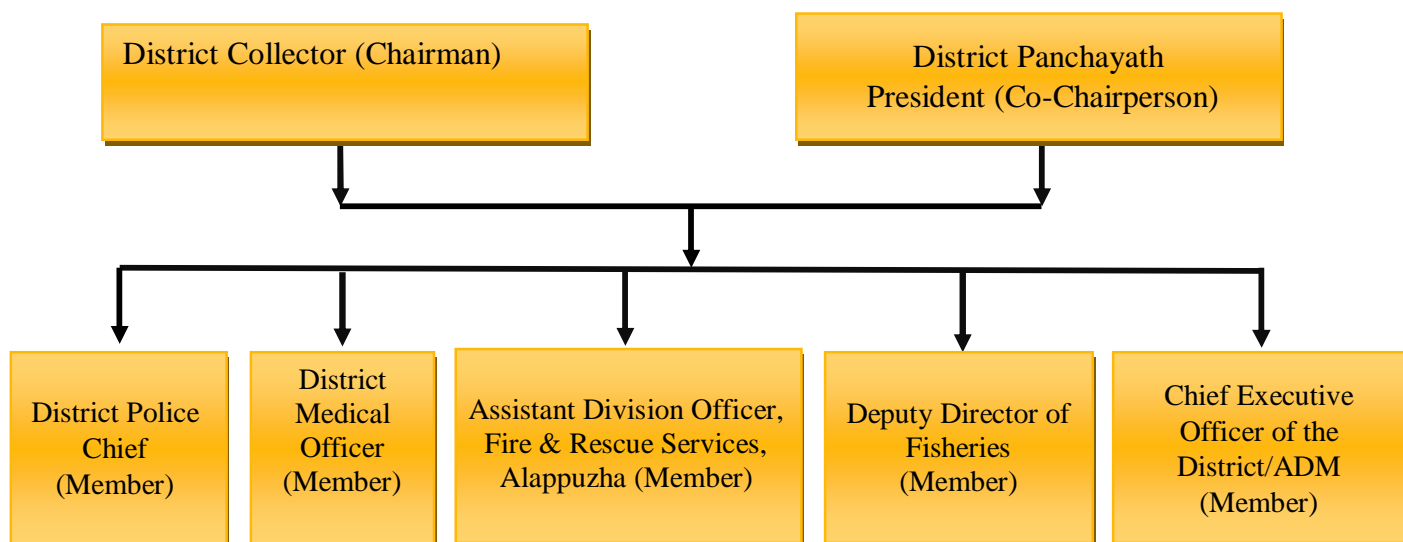 District Collector (Chairman)
District Panchayath
President (Co-Chairperson)
District Police
Chief
(Member)
District
Medical
Officer
(Member)
Assistant Division Officer,
Fire & Rescue Services,
Alappuzha (Member)
Deputy Director of
Fisheries
(Member)
Chief Executive
Officer of the
District/ADM
(Member)